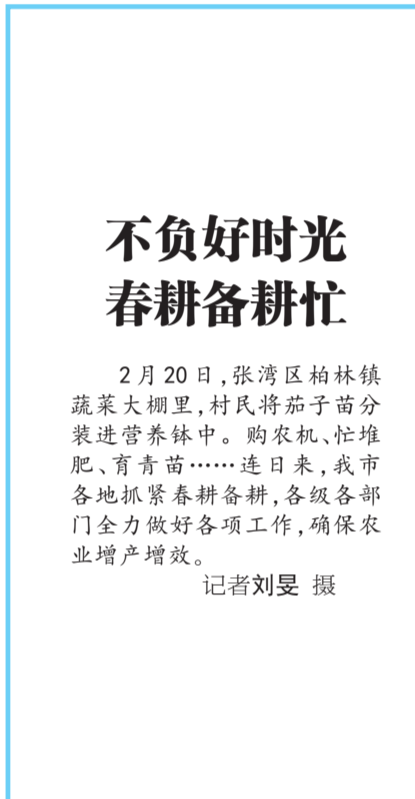 不负好时光
春耕备耕忙
2月20日，张湾区柏林镇
蔬菜大棚里，村民将茄子苗分
装进营养钵中。购农机、忙堆
肥、育青苗……连日来，我市
各地抓紧春耕备耕，各级各部
门全力做好各项工作，确保农
业增产增效。
记者刘旻 摄